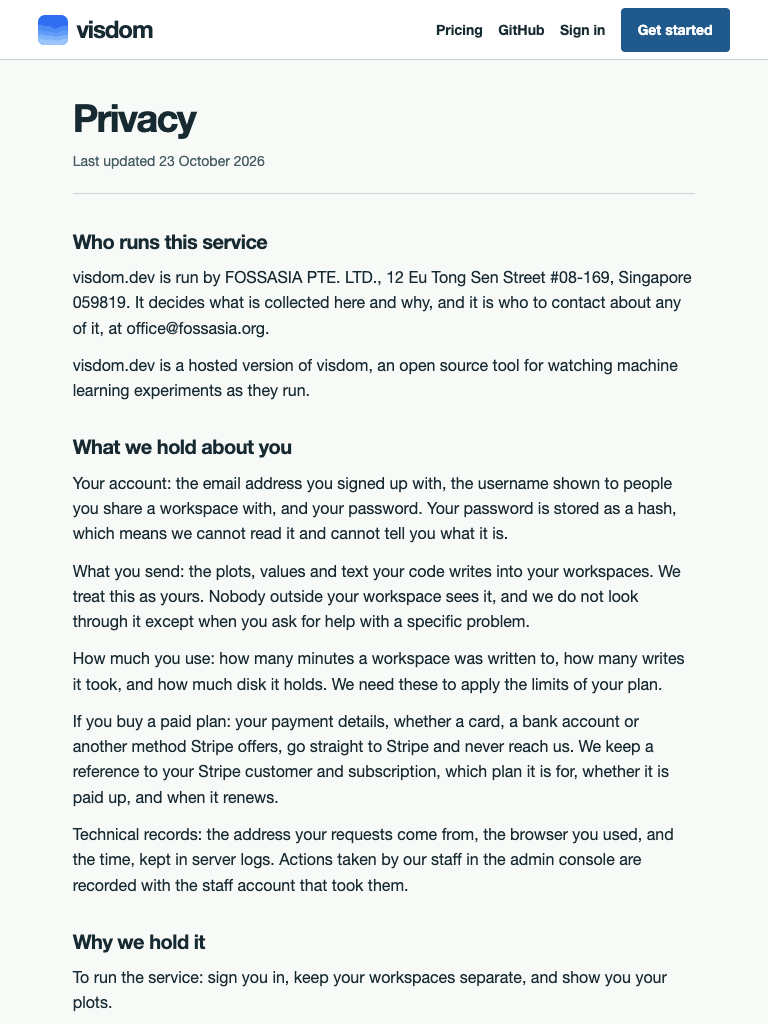 visdom
Pricing GitHub Sign in Get started
Privacy
Last updated 23 October 2026
Who runs this service
visdom.dev is run by FOSSASIA PTE. LTD., 12 Eu Tong Sen Street #08-169, Singapore
059819. It decides what is collected here and why, and it is who to contact about any
of it, at office@fossasia.org.
visdom.dev is a hosted version of visdom, an open source tool for watching machine
learning experiments as they run.
What we hold about you
Your account: the email address you signed up with, the username shown to people
you share a workspace with, and your password. Your password is stored as a hash,
which means we cannot read it and cannot tell you what it is.
What you send: the plots, values and text your code writes into your workspaces. We
treat this as yours. Nobody outside your workspace sees it, and we do not look
through it except when you ask for help with a specific problem.
How much you use: how many minutes a workspace was written to, how many writes
it took, and how much disk it holds. We need these to apply the limits of your plan.
If you buy a paid plan: your payment details, whether a card, a bank account or
another method Stripe offers, go straight to Stripe and never reach us. We keep a
reference to your Stripe customer and subscription, which plan it is for, whether it is
paid up, and when it renews.
Technical records: the address your requests come from, the browser you used, and
the time, kept in server logs. Actions taken by our staff in the admin console are
recorded with the staff account that took them.
Why we hold it
To run the service: sign you in, keep your workspaces separate, and show you your
plots.